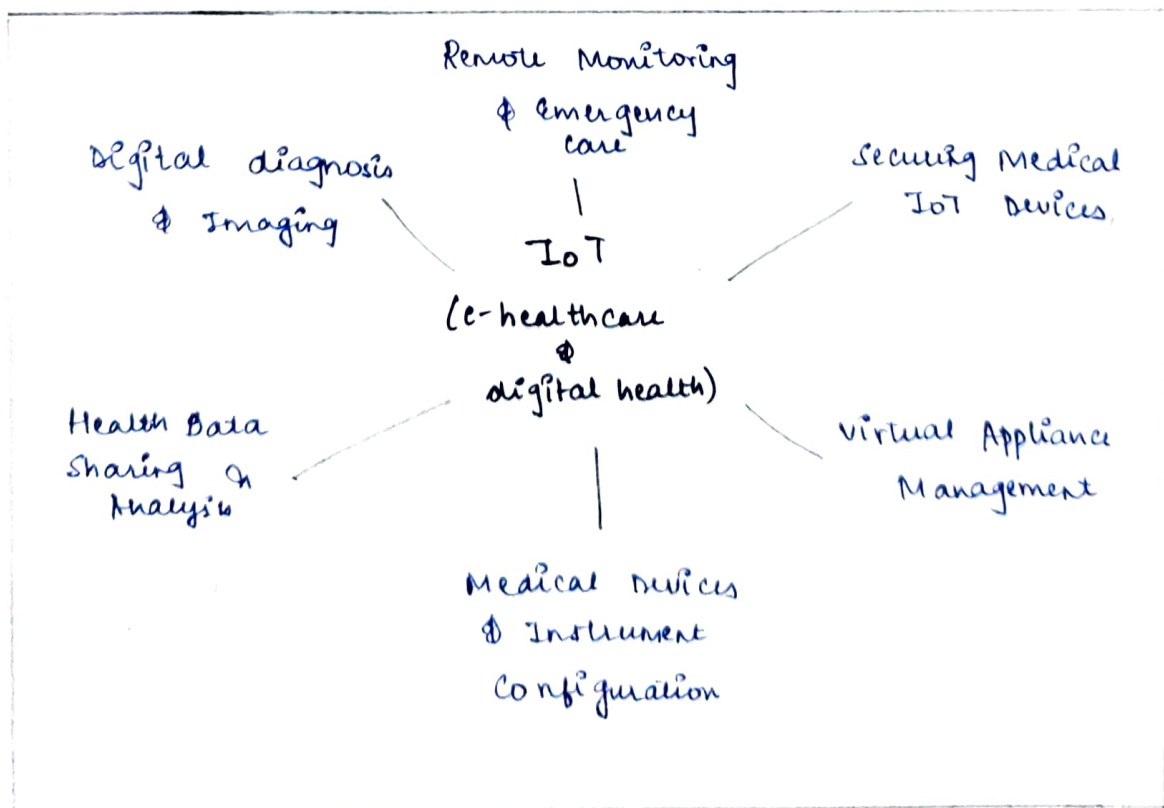 Remote Monitoring
& Emergency
care
Digital diagnosis
& Imaging
Securing Medical
IoT Devices
IoT
(e-healthcare
&
digital health)
Health Data
Sharing &
Analysis
Virtual Appliance
Management
Medical Devices
& Instrument
Configuration